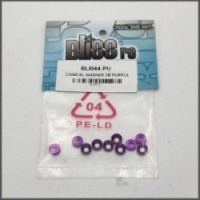 Bliss rc
BLI044-PU
CONICAL WASHER 3M PURPLE
04
PE-LD